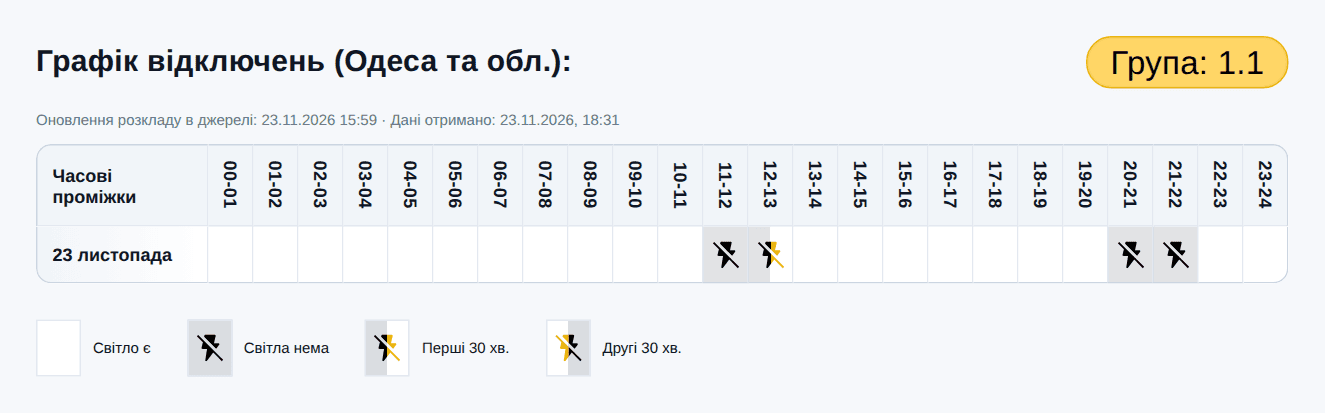 Графік відключень (Одеса та обл.):
Група: 1.1
Оновлення розкладу в джерелі: 23.11.2026 15:59 · Дані отримано: 23.11.2026, 18:31
Часові
проміжки
00-01
01-02
02-03
03-04
04-05
05-06
06-07
07-08
08-09
09-10
10-11
11-12
12-13
13-14
14-15
15-16
16-17
17-18
18-19
19-20
20-21
21-22
22-23
23-24
23 листопада
Світло є
Світла нема
Перші 30 хв.
Другі 30 хв.